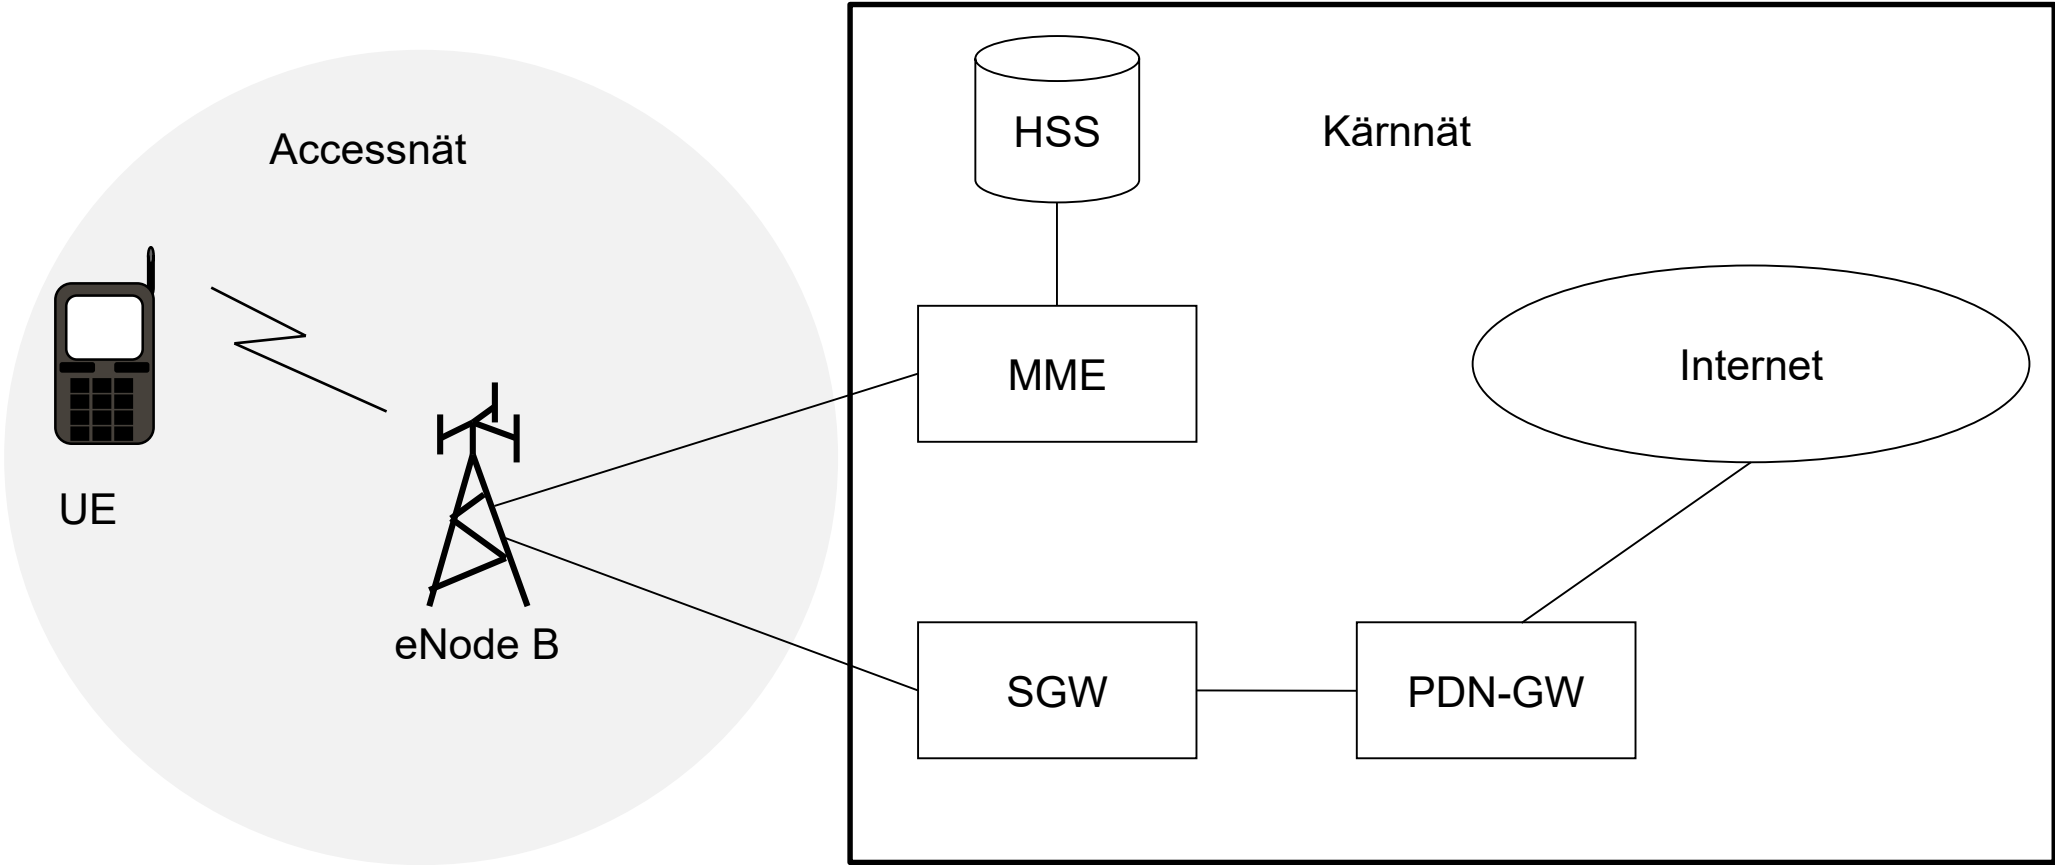 Accessnät
HSS
Kärnnät
MME
Internet
UE
eNode B
SGW
PDN-GW